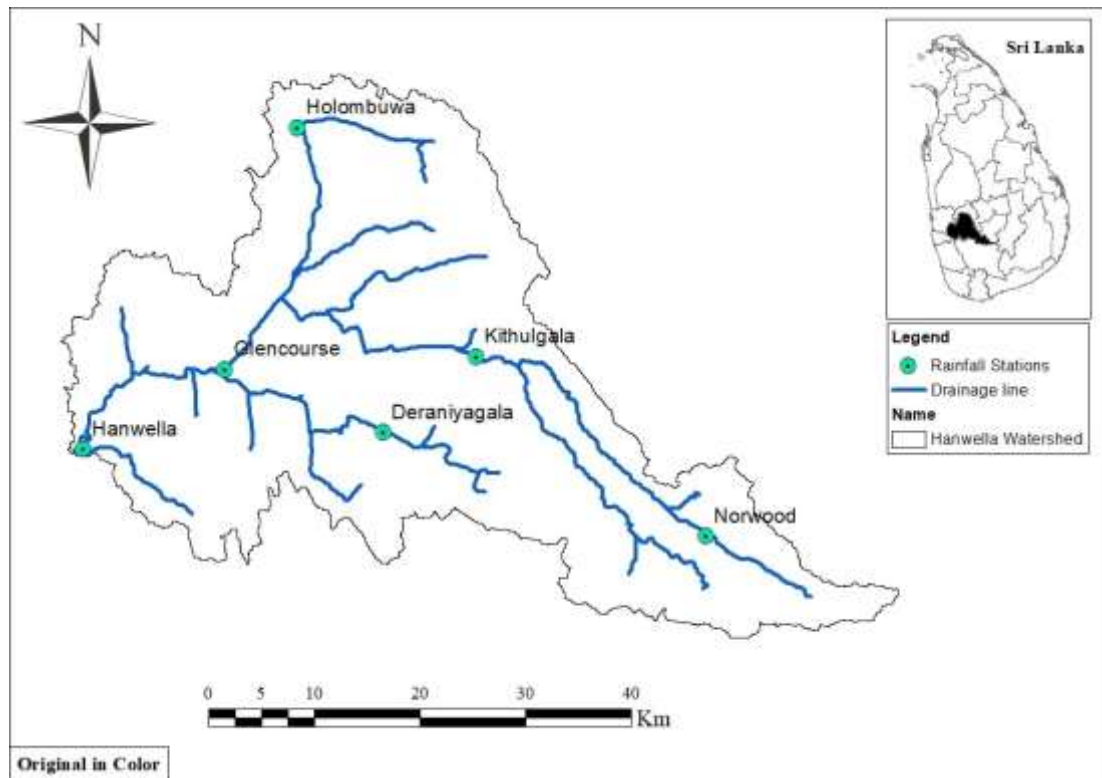 N
Sri Lanka
Holombuwa
Kithulgala
Glencourse
Deraniyagala
Hanwella
Norwood
Legend
Rainfall Stations
Drainage line
Name
Hanwella Watershed
0 5 10 20 30 40
Km
Original in Color